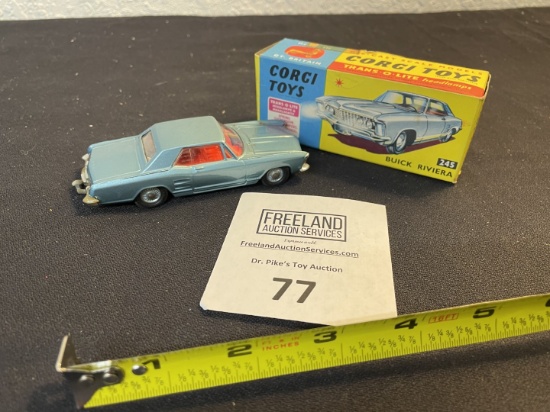 CORGI TOYS
TRANS-O-LITE headlamps
CORGI
TOYS
BUICK RIVIERA
245
FREELAND
AUCTION SERVICES
FreelandAuctionServices.com
Dr. Pike's Toy Auction
77
1 2 3 4 5
INCHES